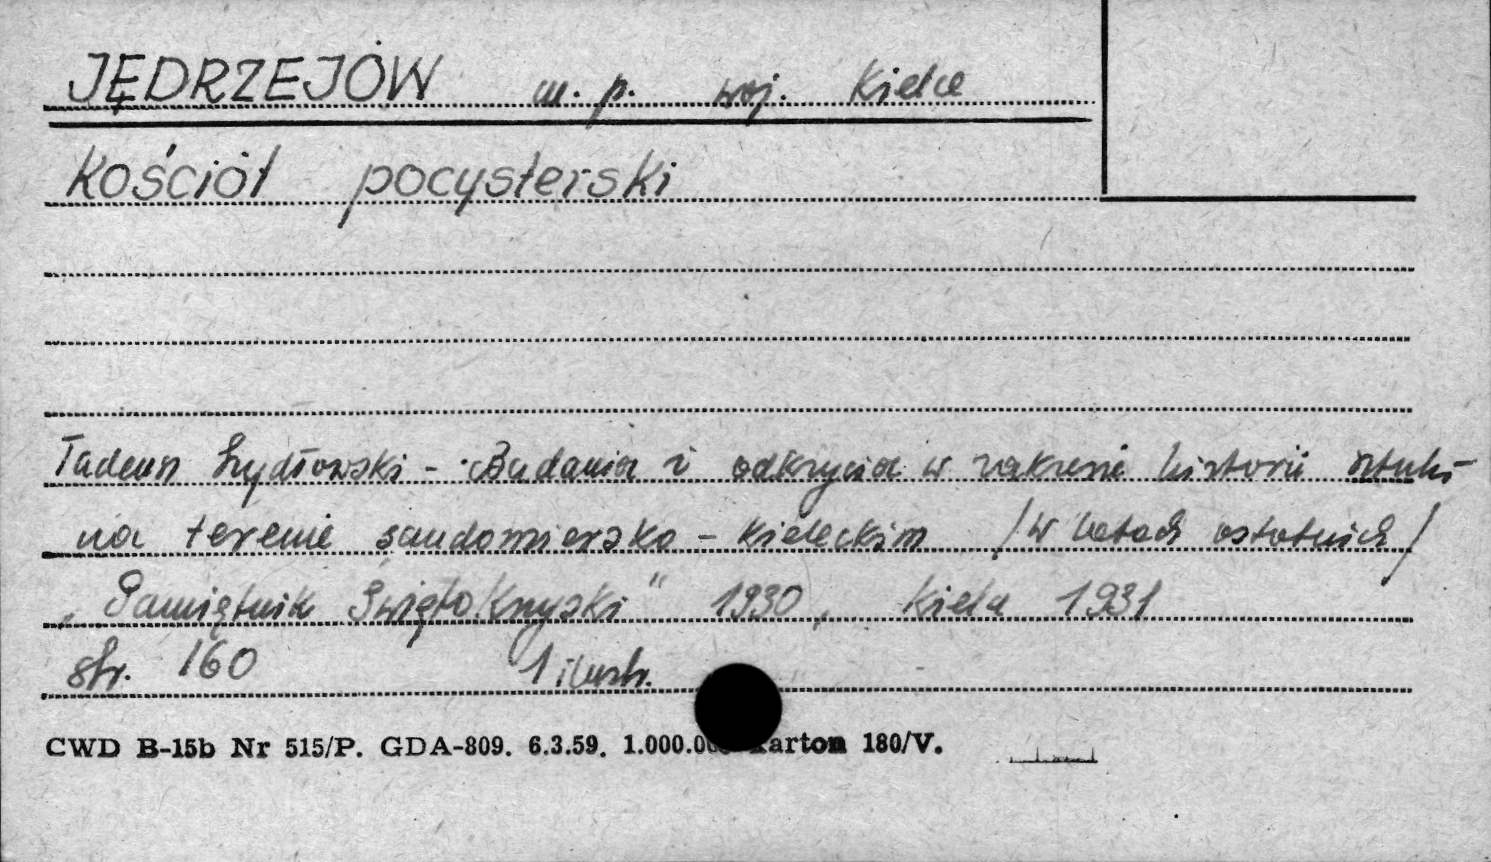 JĘDRZEJÓW m. p. woj. Kielce
Kościół pocysterski
Tadeusz Szydłowski - Badania i odkrycia w zakresie historii sztuki
na terenie sandomiersko - kieleckim /w latach ostatnich/
„Pamiętnik Świętokrzyski" 1930, Kielce 1931
str. 160 1 ilustr.
CWD B-15b Nr 515/P. GDA-809. 6.3.59. 1.000.0 karton 180/V.